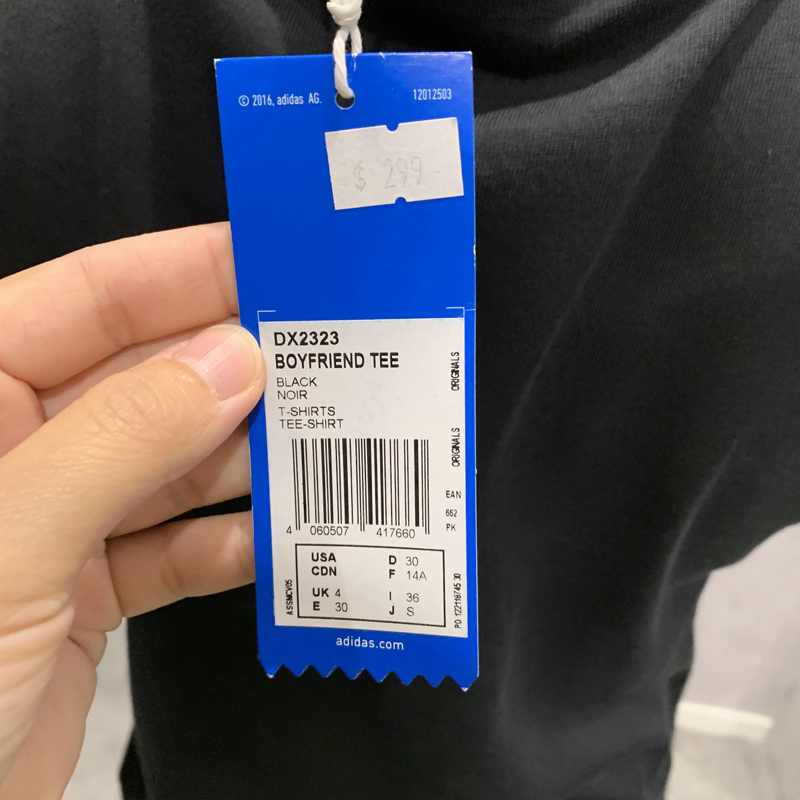 © 2016, adidas AG.
12012503
$ 299
DX2323
BOYFRIEND TEE
BLACK
NOIR
T-SHIRTS
TEE-SHIRT
ORIGINALS
ORIGINALS
EAN
662
PK
4 060507 417660
USA
CDN
UK 4
E 30
D 30
F 14A
I 36
J S
ASSMCV05
PO 0122118745 30
adidas.com